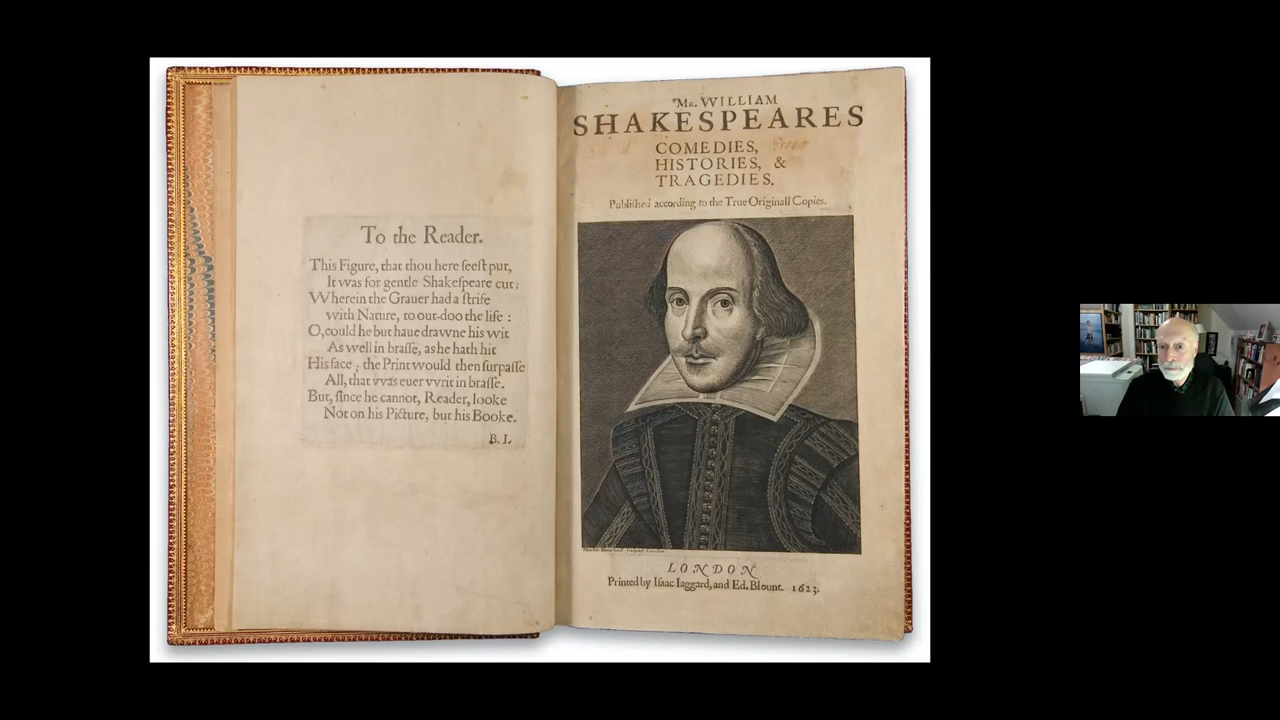 To the Reader.
This Figure, that thou here seeſt put,
It was for gentle Shakeſpeare cut;
Wherein the Grauer had a ſtrife
with Nature, to out-doo the life :
O, could he but haue drawne his wit
As well in braſſe, as he hath hit
His face ; the Print would then ſurpaſſe
All, that vvas euer vvrit in braſſe.
But, ſince he cannot, Reader, looke
Not on his Picture, but his Booke.
B. I.
Mr. WILLIAM
SHAKESPEARES
COMEDIES,
HISTORIES, &
TRAGEDIES.
Publiſhed according to the True Originall Copies.
LONDON
Printed by Iſaac Iaggard, and Ed. Blount. 1623.